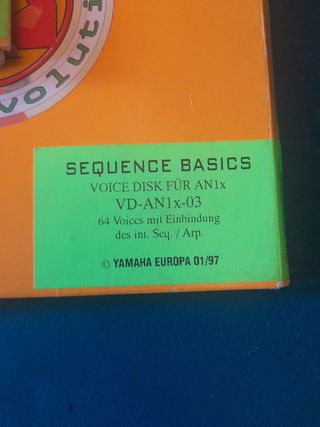 SEQUENCE BASICS
VOICE DISK FÜR AN1x
VD-AN1x-03
64 Voices mit Einbindung
des int. Seq. / Arp.
© YAMAHA EUROPA 01/97